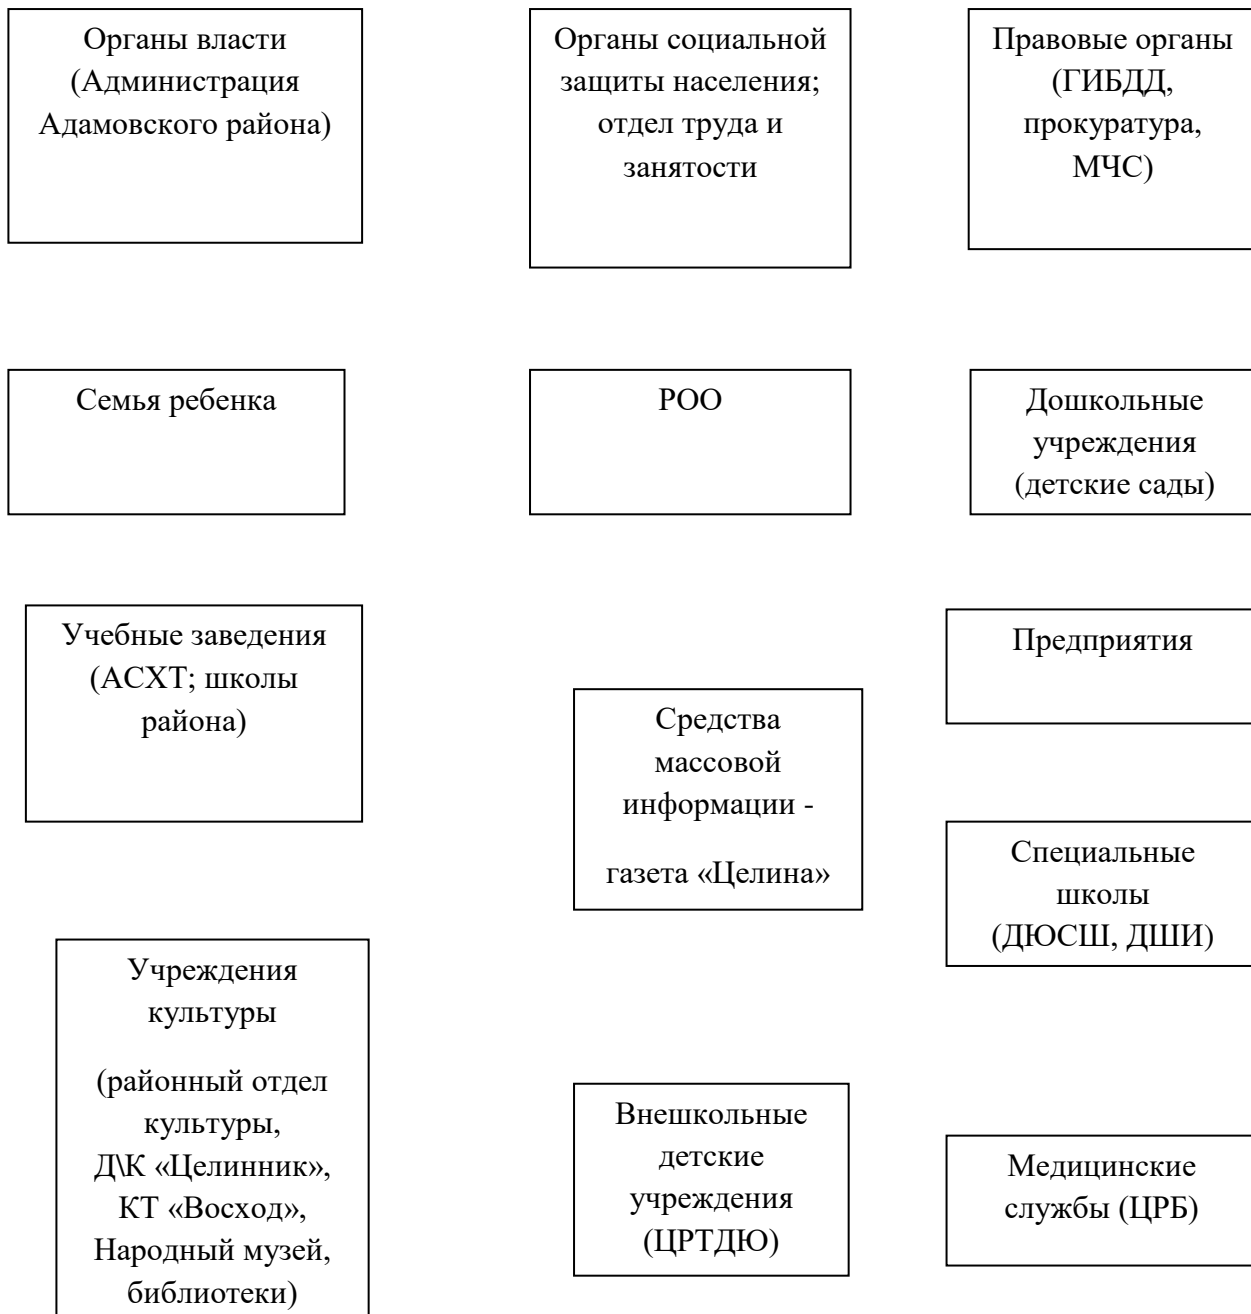 Органы власти
(Администрация
Адамовского района)
Органы социальной
защиты населения;
отдел труда и
занятости
Правовые органы
(ГИБДД,
прокуратура,
МЧС)
Семья ребенка
РОО
Дошкольные
учреждения
(детские сады)
Учебные заведения
(АСХТ; школы
района)
Средства
массовой
информации -
газета «Целина»
Предприятия
Специальные
школы
(ДЮСШ, ДШИ)
Учреждения
культуры
(районный отдел
культуры,
Д\К «Целинник»,
КТ «Восход»,
Народный музей,
библиотеки)
Внешкольные
детские
учреждения
(ЦРТДЮ)
Медицинские
службы (ЦРБ)